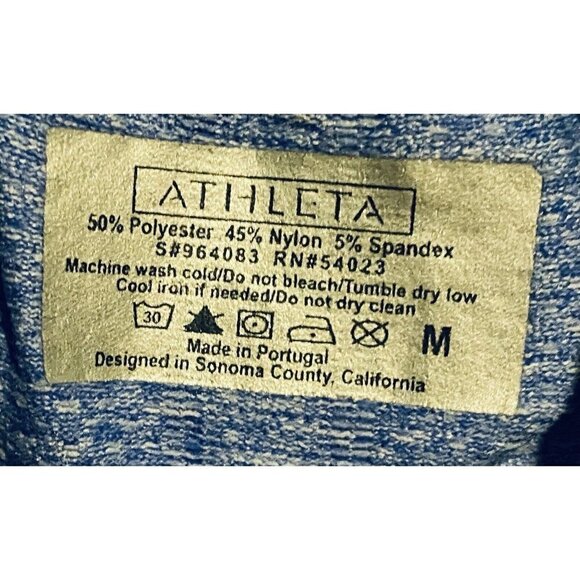 ATHLETA
50% Polyester 45% Nylon 5% Spandex
S#964083 RN#54023
Machine wash cold/Do not bleach/Tumble dry low
Cool iron if needed/Do not dry clean
30 M
Made in Portugal
Designed in Sonoma County, California